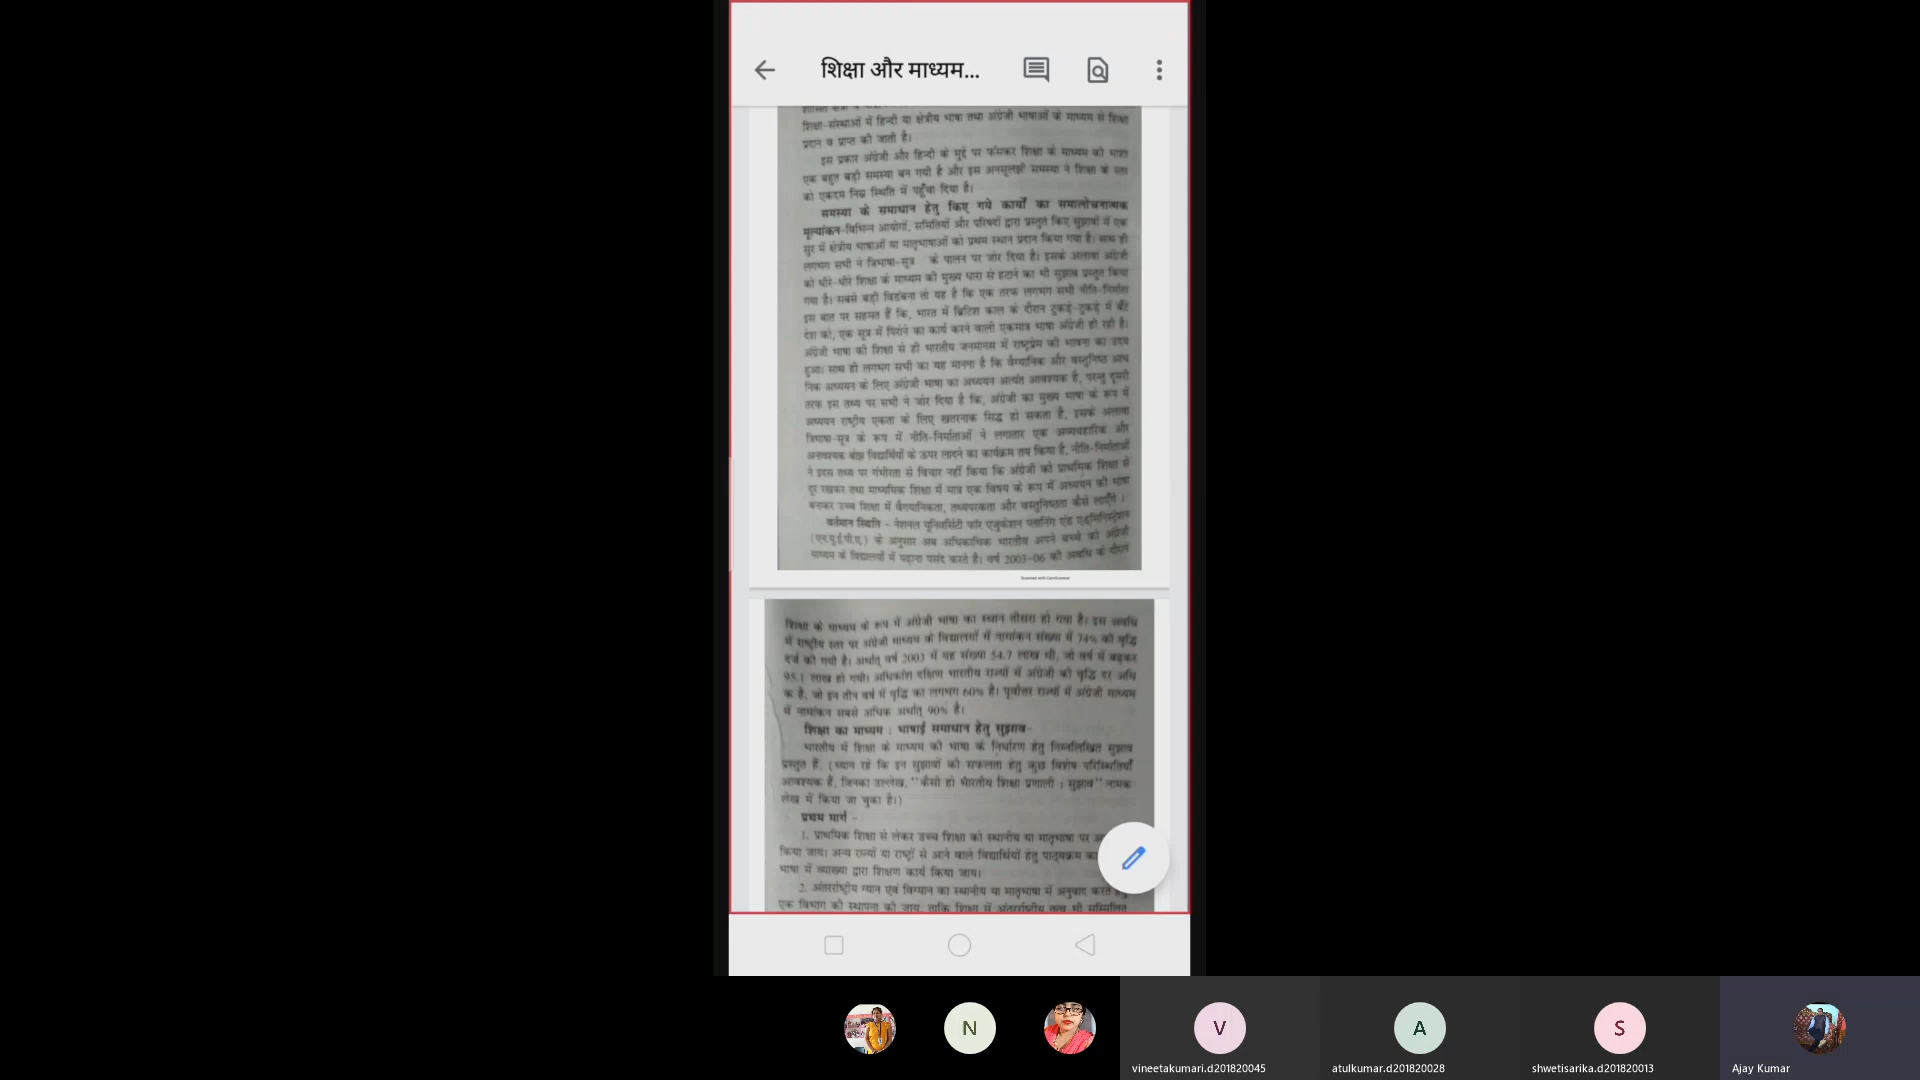 शिक्षा और माध्यम...
शिक्षा-संस्थाओं में हिन्दी या क्षेत्रीय भाषा तथा अंग्रेजी भाषाओं के माध्यम से शिक्षा
प्रदान व प्राप्त की जाती है।
इस प्रकार अंग्रेजी और हिन्दी के मुद्दे पर फंसकर शिक्षा के माध्यम की भाषा
एक बहुत बड़ी समस्या बन गयी है और इस अनसुलझी समस्या ने शिक्षा के स्तर
को एकदम निम्न स्थिति में पहुँचा दिया है।
समस्या के समाधान हेतु किए गये कार्यों का समालोचनात्मक
मूल्यांकन-विभिन्न आयोगों, समितियों और परिषदों द्वारा प्रस्तुत किए सुझावों में एक
सुर में क्षेत्रीय भाषाओं या मातृभाषाओं को प्रथम स्थान प्रदान किया गया है। साथ ही
लगभग सभी ने त्रिभाषा-सूत्र के पालन पर जोर दिया है। इसके अलावा अंग्रेजी
को धीरे-धीरे शिक्षा के माध्यम की मुख्य धारा से हटाने का भी सुझाव प्रस्तुत किया
गया है। सबसे बड़ी विडंबना तो यह है कि एक तरफ लगभग सभी नीति-निर्माता
इस बात पर सहमत हैं कि, भारत में ब्रिटिश काल के दौरान टुकड़े-टुकड़े में बँटे
देश को, एक सूत्र में पिरोने का कार्य करने वाली एकमात्र भाषा अंग्रेजी ही रही है।
अंग्रेजी भाषा की शिक्षा से ही भारतीय जनमानस में राष्ट्रप्रेम की भावना का उदय
हुआ। साथ ही लगभग सभी का यह मानना है कि वैग्यानिक और वस्तुनिष्ठ आध
निक अध्ययन के लिए अंग्रेजी भाषा का अध्ययन अत्यंत आवश्यक है, परन्तु दूसरी
तरफ इस तथ्य पर सभी ने जोर दिया है कि, अंग्रेजी का मुख्य भाषा के रूप में
अध्ययन राष्ट्रीय एकता के लिए खतरनाक सिद्ध हो सकता है, इसके अलावा
त्रिभाषा-सूत्र के रूप में नीति-निर्माताओं ने लगातार एक अव्यवहारिक और
अनावश्यक बोझ विद्यार्थियों के ऊपर लादने का कार्यक्रम तय किया है, नीति-निर्माताओं
ने इस तथ्य पर गंभीरता से विचार नहीं किया कि अंग्रेजी को प्राथमिक शिक्षा से
दूर रखकर तथा माध्यमिक शिक्षा में मात्र एक विषय के रूप में अध्ययन की भाषा
बनाकर उच्च शिक्षा में वैग्यानिकता, तथ्यपरकता और वस्तुनिष्ठता कैसे लाएँगे ।
वर्तमान स्थिति - नेशनल यूनिवर्सिटी फॉर एजुकेशन प्लानिंग एंड एडमिनिस्ट्रेशन
(एन.यू.ई.पी.ए.) के अनुसार अब अधिकाधिक भारतीय अपने बच्चे को अंग्रेजी
माध्यम के विद्यालयों में पढ़ाना पसंद करते है। वर्ष 2003-06 की अवधि के दौरान
Scanned with CamScanner
शिक्षा के माध्यम के रूप में अंग्रेजी भाषा का स्थान तीसरा हो गया है। इस अवधि
में राष्ट्रीय स्तर पर अंग्रेजी माध्यम के विद्यालयों में नामांकन संख्या में 74% की वृद्धि
दर्ज की गयी है। अर्थात् वर्ष 2003 में यह संख्या 54.7 लाख थी, जो वर्ष में बढ़कर
95.1 लाख हो गयी। अधिकांश दक्षिण भारतीय राज्यों में अंग्रेजी की वृद्धि दर अधि
क है, जो इन तीन वर्ष में वृद्धि का लगभग 60% है। पूर्वोत्तर राज्यों में अंग्रेजी माध्यम
में नामांकन सबसे अधिक अर्थात् 90% है।
शिक्षा का माध्यम : भाषाई समाधान हेतु सुझाव-
भारतीय में शिक्षा के माध्यम की भाषा के निर्धारण हेतु निम्नलिखित सुझाव
प्रस्तुत हैं, (ध्यान रहे कि इन सुझावों की सफलता हेतु कुछ विशेष परिस्थितियाँ
आवश्यक हैं, जिनका उल्लेख, "कैसी हो भारतीय शिक्षा प्रणाली : सुझाव" नामक
लेख में किया जा चुका है।)
प्रथम मार्ग -
1. प्राथमिक शिक्षा से लेकर उच्च शिक्षा को स्थानीय या मातृभाषा पर
किया जाय। अन्य राज्यों या राष्ट्रों से आने वाले विद्यार्थियों हेतु पाठ्यक्रम का
भाषा में व्याख्या द्वारा शिक्षण कार्य किया जाय।
2. अंतर्राष्ट्रीय ग्यान एवं विग्यान का स्थानीय या मातृभाषा में अनुवाद करते हेतु
एक विभाग की स्थापना की जाय, ताकि शिक्षा में अंतर्राष्ट्रीय तत्व भी सम्मिलित
N
V
A
S
vineetakumari.d201820045
atulkumar.d201820028
shwetisarika.d201820013
Ajay Kumar